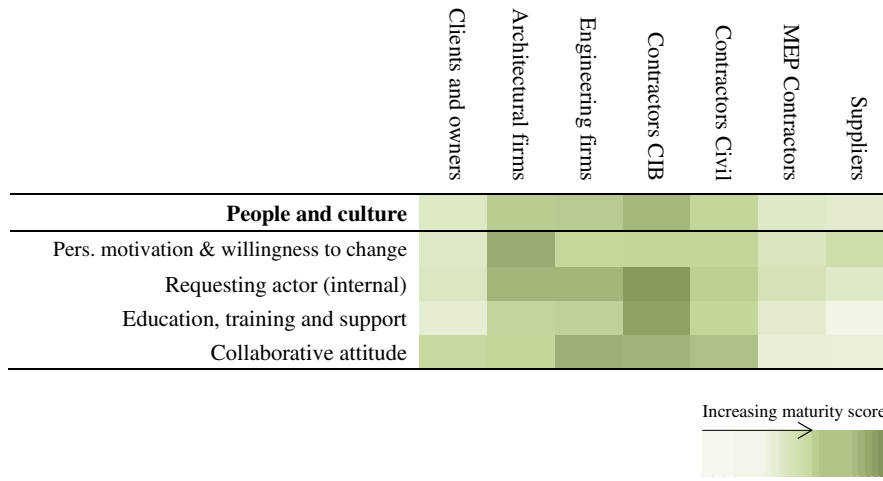 Clients and owners
Architectural firms
Engineering firms
Contractors CIB
Contractors Civil
MEP Contractors
Suppliers
People and culture
Pers. motivation & willingness to change
Requesting actor (internal)
Education, training and support
Collaborative attitude
Increasing maturity score